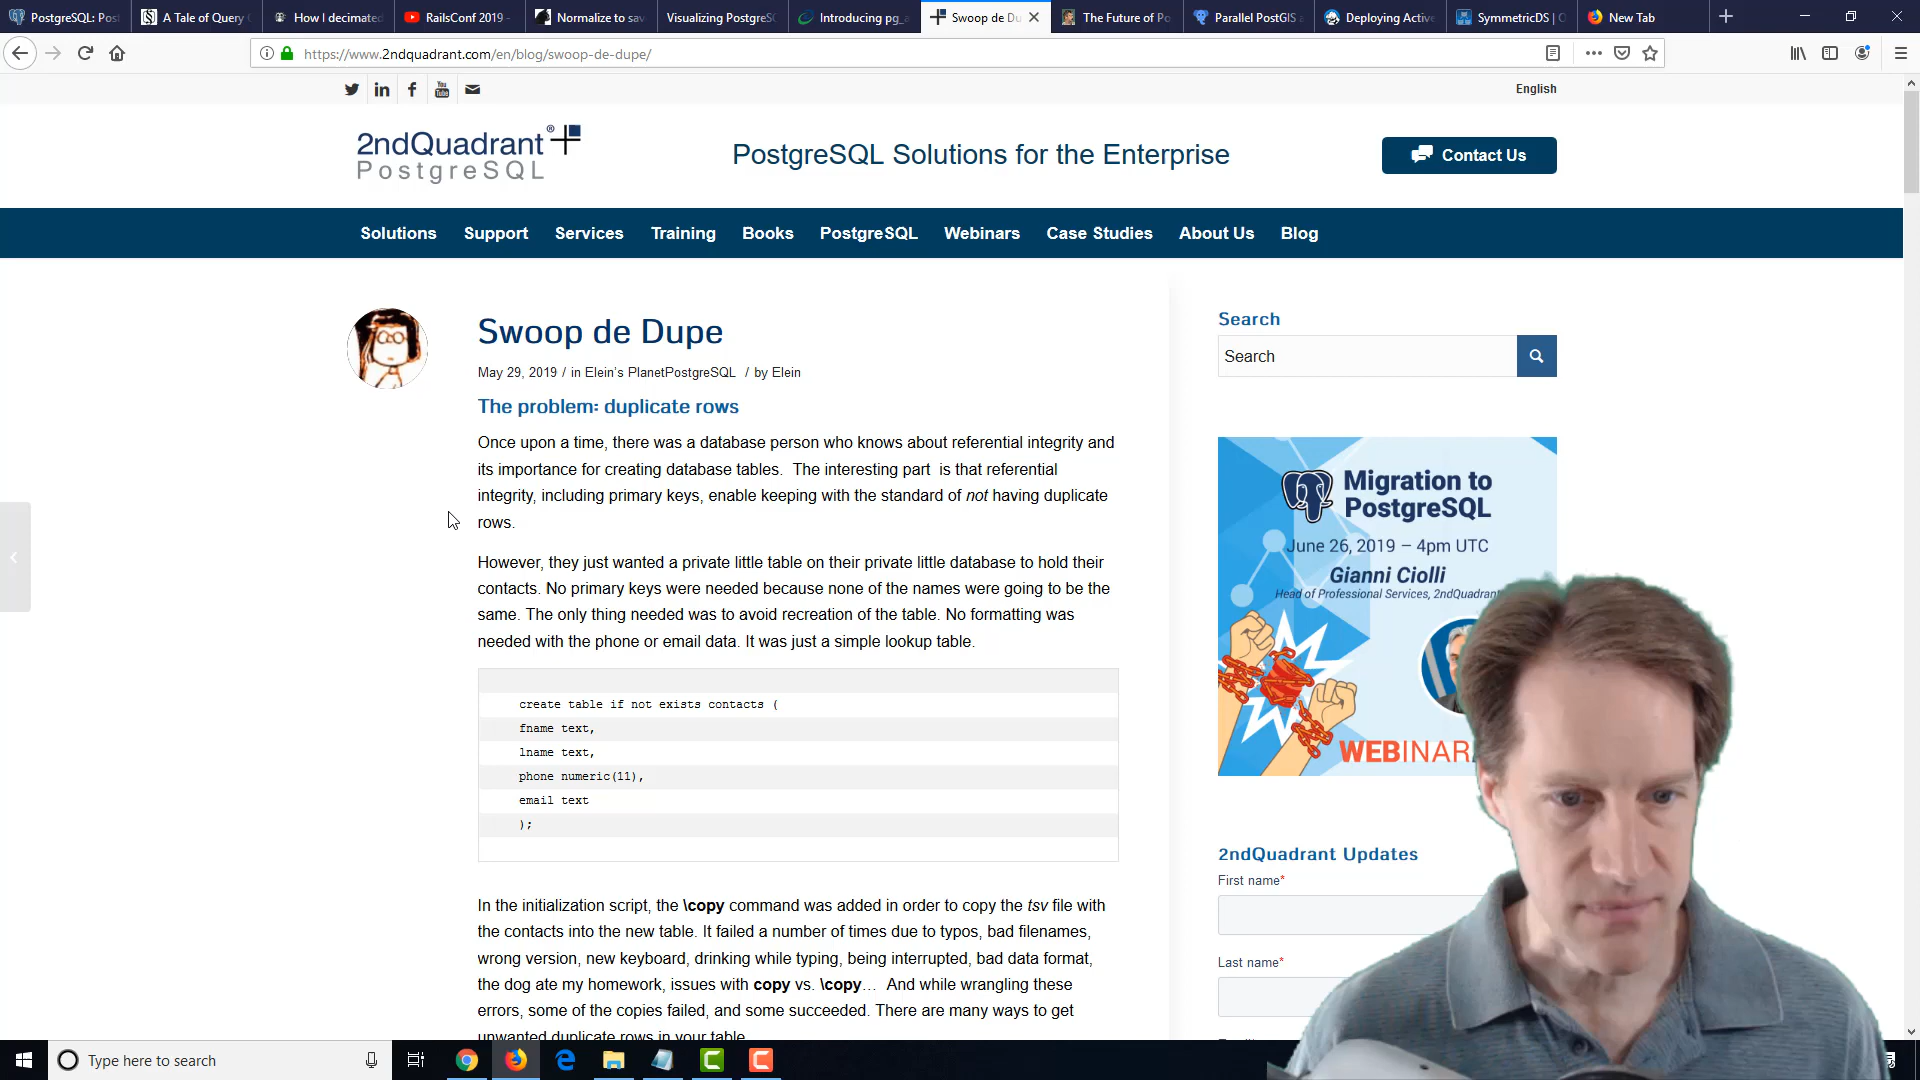 PostgreSQL: Pos
A Tale of Query
How I decimated
RailsConf 2019 -
Normalize to sav
Visualizing PostgreSQ
Introducing pg_
Swoop de Du
The Future of Po
Parallel PostGIS
Deploying Active
SymmetricDS | O
New Tab
https://www.2ndquadrant.com/en/blog/swoop-de-dupe/
English
2ndQuadrant®
PostgreSQL
PostgreSQL Solutions for the Enterprise
Contact Us
Solutions Support Services Training Books PostgreSQL Webinars Case Studies About Us Blog
Swoop de Dupe
May 29, 2019 / in Elein's PlanetPostgreSQL / by Elein
The problem: duplicate rows
Once upon a time, there was a database person who knows about referential integrity and
its importance for creating database tables. The interesting part is that referential
integrity, including primary keys, enable keeping with the standard of not having duplicate
rows.
However, they just wanted a private little table on their private little database to hold their
contacts. No primary keys were needed because none of the names were going to be the
same. The only thing needed was to avoid recreation of the table. No formatting was
needed with the phone or email data. It was just a simple lookup table.
create table if not exists contacts (
fname text,
lname text,
phone numeric(11),
email text
);
In the initialization script, the \copy command was added in order to copy the tsv file with
the contacts into the new table. It failed a number of times due to typos, bad filenames,
wrong version, new keyboard, drinking while typing, being interrupted, bad data format,
the dog ate my homework, issues with copy vs. \copy… And while wrangling these
errors, some of the copies failed, and some succeeded. There are many ways to get
unwanted duplicate rows in your table.
Search
Search
Migration to
PostgreSQL
June 26, 2019 – 4pm UTC
Gianni Ciolli
Head of Professional Services, 2ndQuadrant
WEBINAR
2ndQuadrant Updates
First name*
Last name*
Type here to search